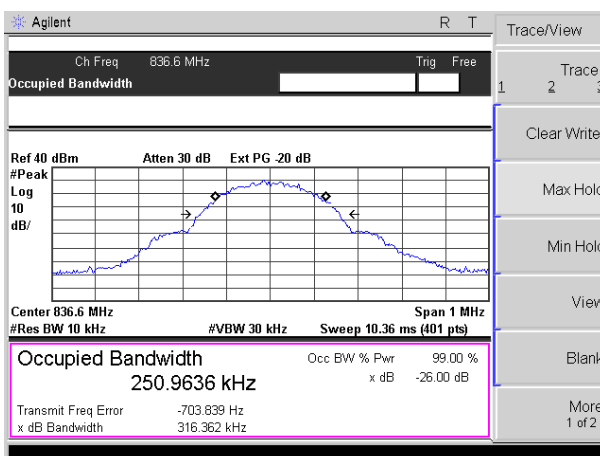 Agilent R T
Trace/View
Ch Freq 836.6 MHz Trig Free
Occupied Bandwidth
Trace
1 2 3
Clear Write
Ref 40 dBm Atten 30 dB Ext PG -20 dB
#Peak
Log
10
dB/
Max Hold
Min Hold
View
Center 836.6 MHz Span 1 MHz
#Res BW 10 kHz #VBW 30 kHz Sweep 10.36 ms (401 pts)
Occupied Bandwidth Occ BW % Pwr 99.00 %
250.9636 kHz x dB -26.00 dB
Blank
Transmit Freq Error -703.839 Hz
x dB Bandwidth 316.362 kHz
More
1 of 2